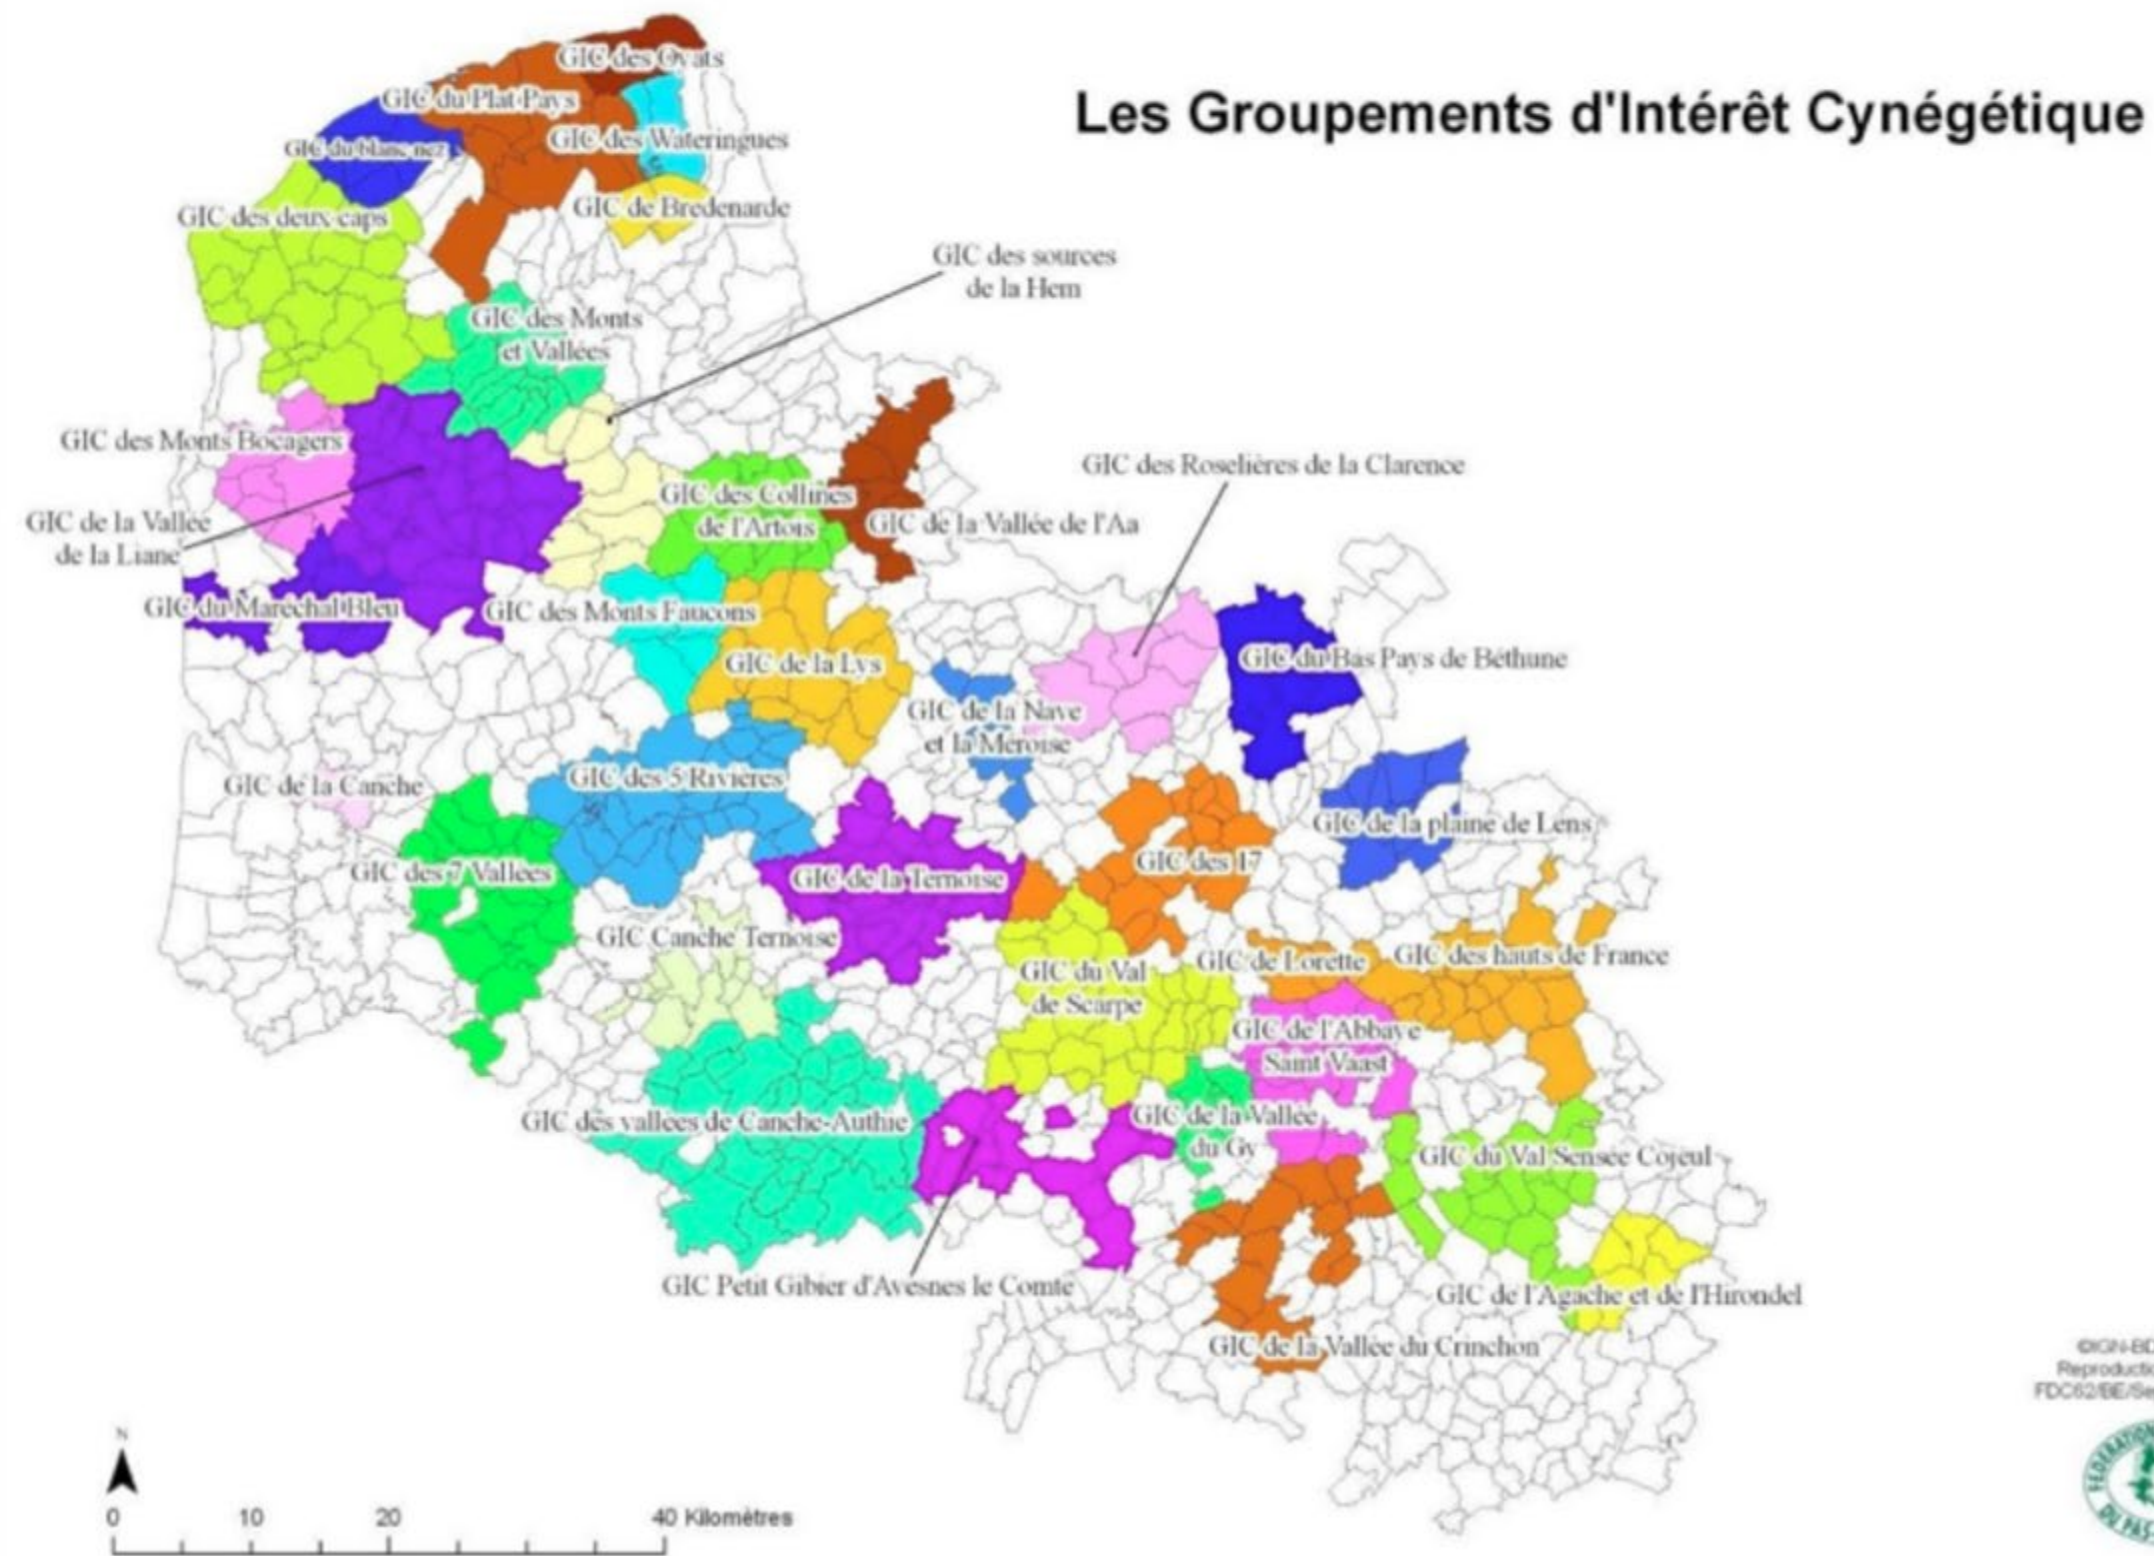 Les Groupements d'Intérêt Cynégétique
GIC des Oyats
GIC du Plat Pays
GIC des Wateringues
GIC du blanc nez
GIC de Bredenarde
GIC des deux caps
GIC des sources
de la Hem
GIC des Monts
et Vallées
GIC des Monts Bocagers
GIC des Roselières de la Clarence
GIC des Collines
de l'Artois
GIC de la Vallée
de la Liane
GIC de la Vallée de l'Aa
GIC du Maréchal Bleu
GIC des Monts Faucons
GIC de la Lys
GIC du Bas Pays de Béthune
GIC de la Nave
et la Méroise
GIC des 5 Rivières
GIC de la Canche
GIC de la plaine de Lens
GIC des 7 Vallées
GIC de la Ternoise
GIC des 17
GIC Canche Ternoise
GIC du Val
de Scarpe
GIC de Lorette
GIC des hauts de France
GIC de l'Abbaye
Saint Vaast
GIC des vallées de Canche-Authie
GIC de la Vallée
du Gy
GIC du Val Sensée Cojeul
GIC Petit Gibier d'Avesnes le Comte
GIC de l'Agache et de l'Hirondel
GIC de la Vallée du Crinchon
©IGN-BD
Reproductio
FDC62/BE/Se
FEDERATION
DU PAS-
N
0 10 20 40 Kilomètres